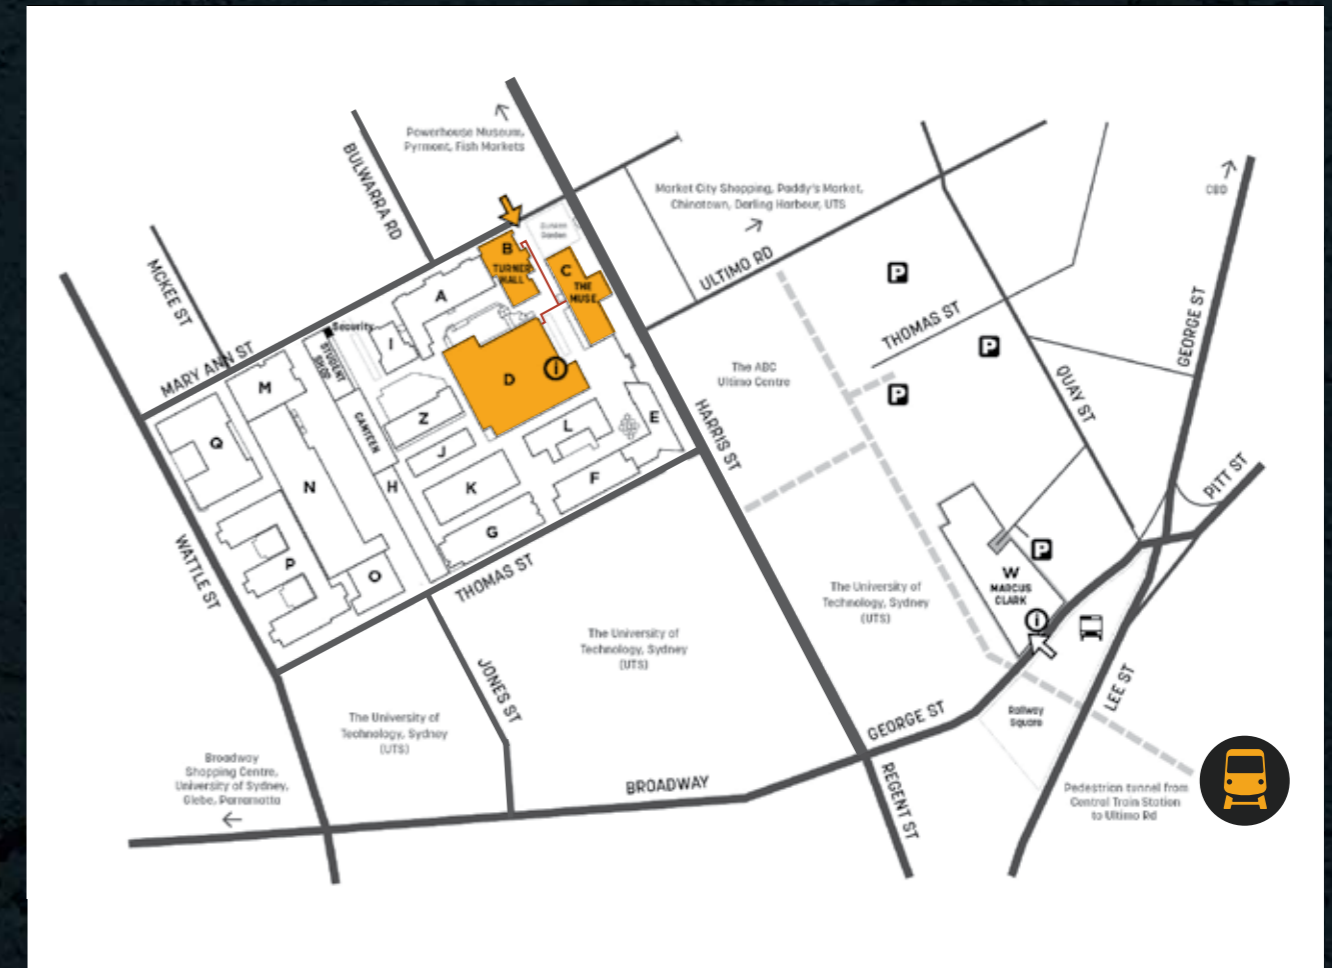 Powerhouse Museum,
Pyrmont, Fish Markets
BULWARRA RD
Market City Shopping, Paddy's Market,
Chinatown, Darling Harbour, UTS
CBD
MCKEE ST
B
TURNER
HALL
Garden
C
THE
MUSE
ULTIMO RD
A
Security
I
STUDENT
SHOP
MARY ANN ST
M
D
i
P
THOMAS ST
P
P
GEORGE ST
The ABC
Ultimo Centre
QUAY ST
Q
CANTEEN
Z
J
L
E
HARRIS ST
N
H
K
F
G
PITT ST
WATTLE ST
P
O
THOMAS ST
P
W
MARCUS
CLARK
i
The University of
Technology, Sydney
(UTS)
The University of
Technology, Sydney
(UTS)
JONES ST
LEE ST
The University of
Technology, Sydney
(UTS)
GEORGE ST
Railway
Square
Broadway
Shopping Centre,
University of Sydney,
Glebe, Parramatta
BROADWAY
REGENT ST
Pedestrian tunnel from
Central Train Station
to Ultimo Rd